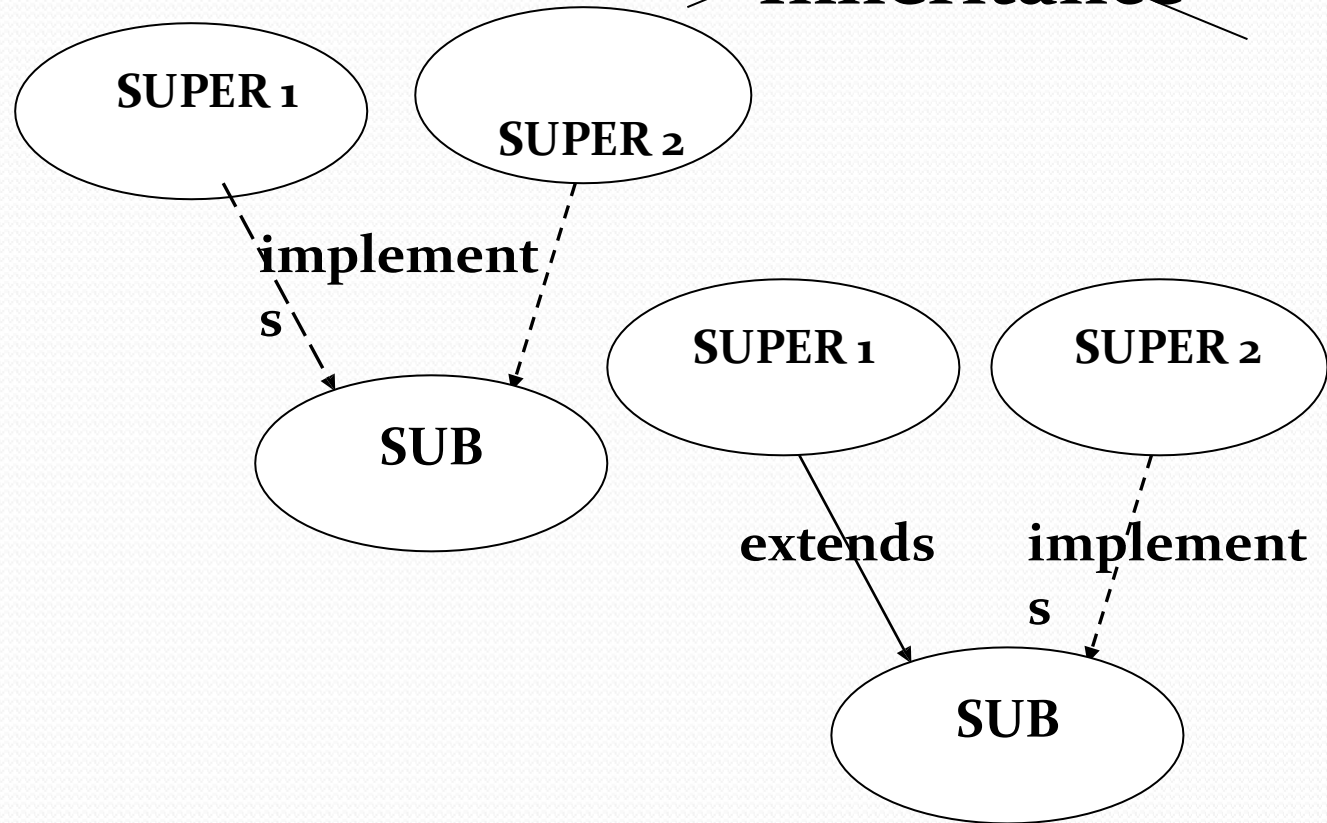 SUPER 1
SUPER 2
implement
s
SUB
SUPER 1
SUPER 2
extends
implement
s
SUB